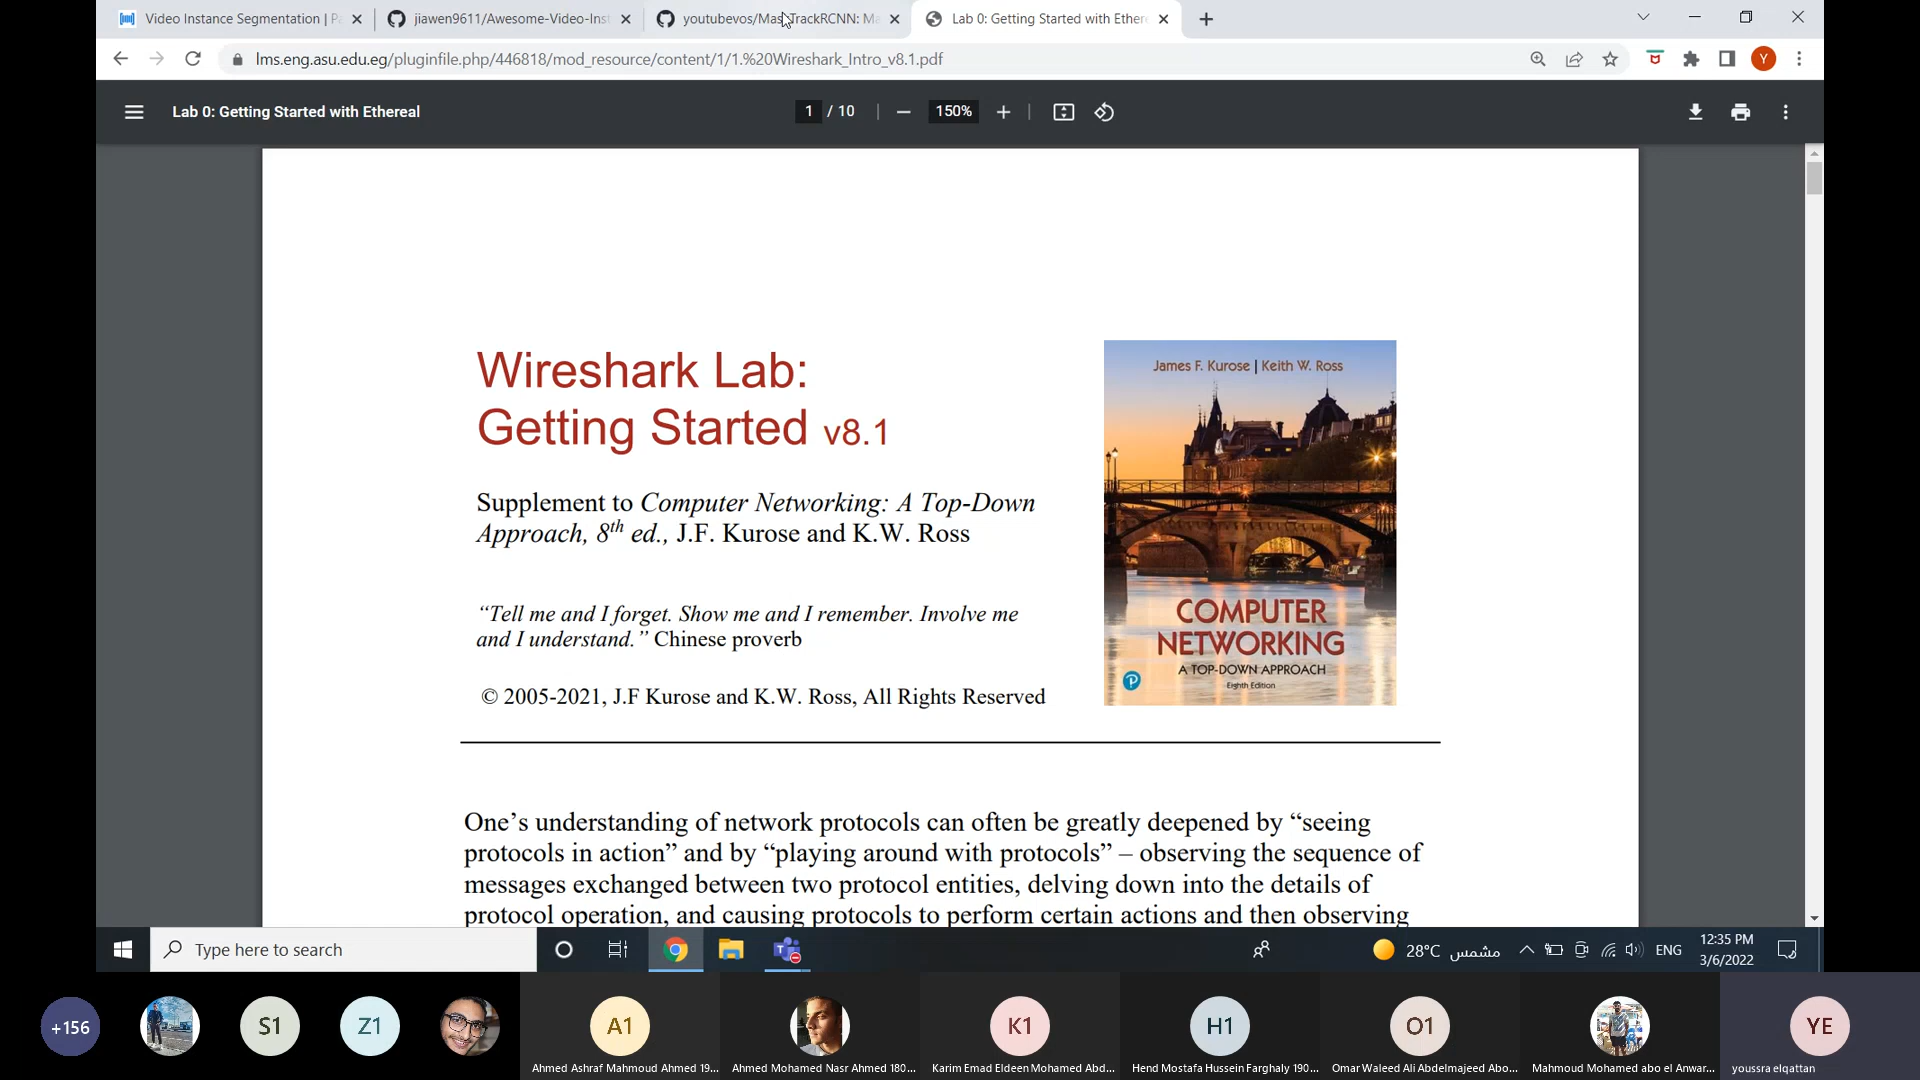 Video Instance Segmentation | Pa
jiawen9611/Awesome-Video-Inst
youtubevos/MaskTrackRCNN: Ma
Lab 0: Getting Started with Ether
lms.eng.asu.edu.eg/pluginfile.php/446818/mod_resource/content/1/1.%20Wireshark_Intro_v8.1.pdf
Y
Lab 0: Getting Started with Ethereal
1 / 10
150%
Wireshark Lab:
Getting Started v8.1
Supplement to Computer Networking: A Top-Down
Approach, 8th ed., J.F. Kurose and K.W. Ross
“Tell me and I forget. Show me and I remember. Involve me
and I understand.” Chinese proverb
© 2005-2021, J.F Kurose and K.W. Ross, All Rights Reserved
James F. Kurose | Keith W. Ross
COMPUTER
NETWORKING
A TOP-DOWN APPROACH
Eighth Edition
P
One’s understanding of network protocols can often be greatly deepened by “seeing
protocols in action” and by “playing around with protocols” – observing the sequence of
messages exchanged between two protocol entities, delving down into the details of
protocol operation, and causing protocols to perform certain actions and then observing
Type here to search
28°C مشمس
ENG
12:35 PM
3/6/2022
+156
S1
Z1
A1
K1
H1
O1
YE
Ahmed Ashraf Mahmoud Ahmed 19...
Ahmed Mohamed Nasr Ahmed 180...
Karim Emad Eldeen Mohamed Abd...
Hend Mostafa Hussein Farghaly 190...
Omar Waleed Ali Abdelmajeed Abo...
Mahmoud Mohamed abo el Anwar...
youssra elqattan